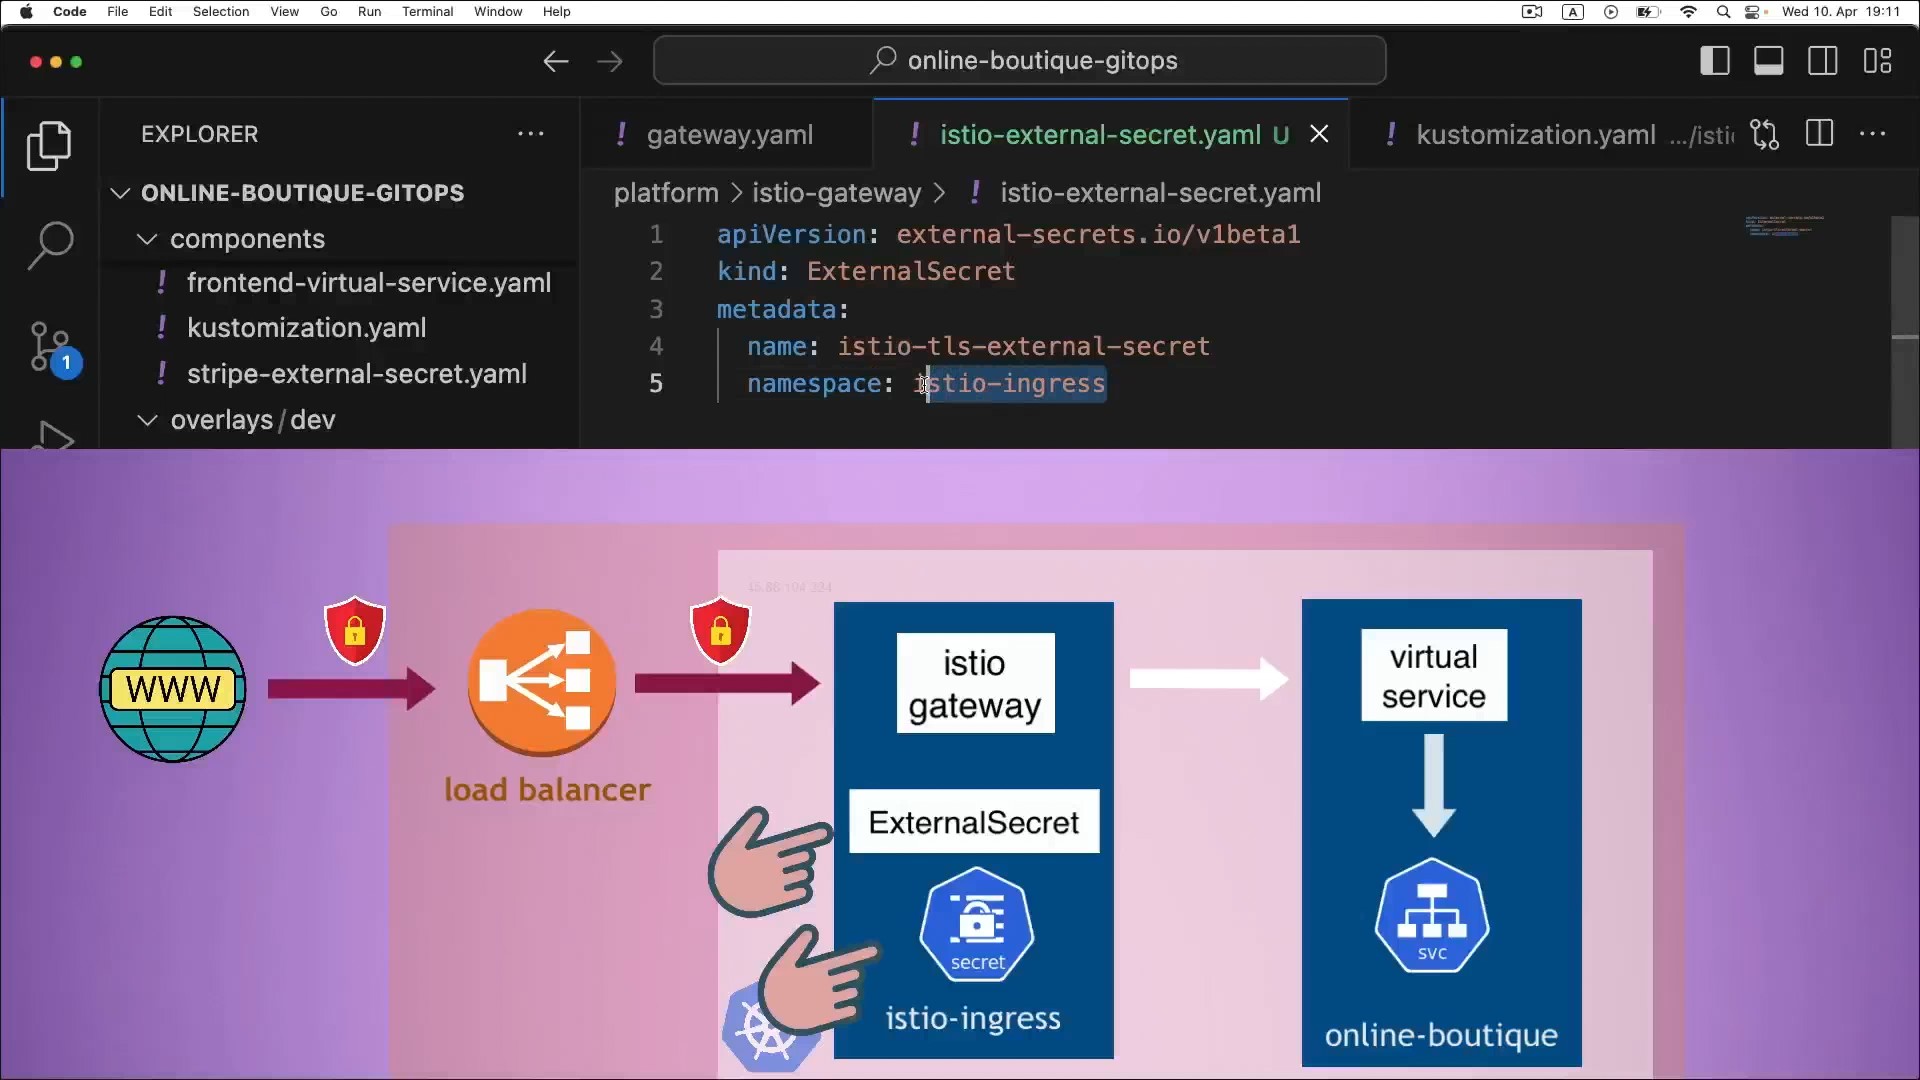 Code File Edit Selection View Go Run Terminal Window Help
A
Wed 10. Apr 19:11
online-boutique-gitops
EXPLORER
ONLINE-BOUTIQUE-GITOPS
components
frontend-virtual-service.yaml
kustomization.yaml
stripe-external-secret.yaml
overlays / dev
1
! gateway.yaml
! istio-external-secret.yaml U
! kustomization.yaml .../isti
platform > istio-gateway > ! istio-external-secret.yaml
1 apiVersion: external-secrets.io/v1beta1
2 kind: ExternalSecret
3 metadata:
4 name: istio-tls-external-secret
5 namespace: istio-ingress
WWW
load balancer
istio
gateway
ExternalSecret
secret
istio-ingress
virtual
service
svc
online-boutique